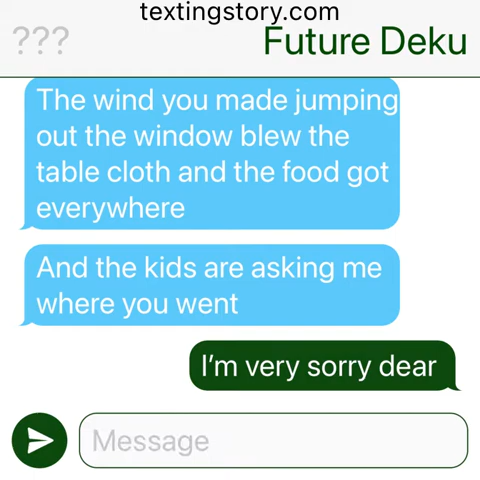 textingstory.com
??? Future Deku
The wind you made jumping
out the window blew the
table cloth and the food got
everywhere
And the kids are asking me
where you went
I’m very sorry dear
Message